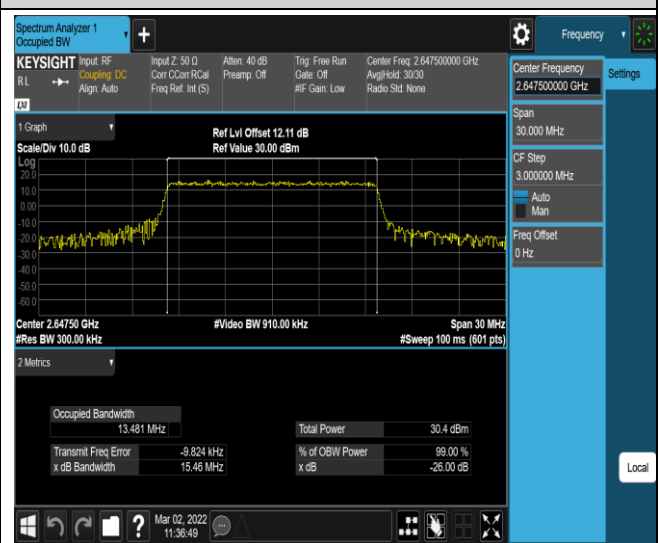 Spectrum Analyzer 1
Occupied BW
+
Frequency
KEYSIGHT
RL
Input: RF
Coupling: DC
Align: Auto
Input Z: 50 Ω
Corr CCorr RCal
Freq Ref: Int (S)
Atten: 40 dB
Preamp: Off
Trig: Free Run
Gate: Off
#IF Gain: Low
Center Freq: 2.647500000 GHz
Avg|Hold: 30/30
Radio Std: None
LXI
Center Frequency
2.647500000 GHz
Settings
Span
30.000 MHz
CF Step
3.000000 MHz
Auto
Man
Freq Offset
0 Hz
1 Graph
Scale/Div 10.0 dB
Ref Lvl Offset 12.11 dB
Ref Value 30.00 dBm
Log
20.0
10.0
0.00
-10.0
-20.0
-30.0
-40.0
-50.0
-60.0
Center 2.64750 GHz
#Video BW 910.00 kHz
Span 30 MHz
#Res BW 300.00 kHz
#Sweep 100 ms (601 pts)
2 Metrics
Occupied Bandwidth
13.481 MHz
Total Power 30.4 dBm
Transmit Freq Error -9.824 kHz
% of OBW Power 99.00 %
x dB Bandwidth 15.46 MHz
x dB -26.00 dB
Local
?
Mar 02, 2022
11:36:49